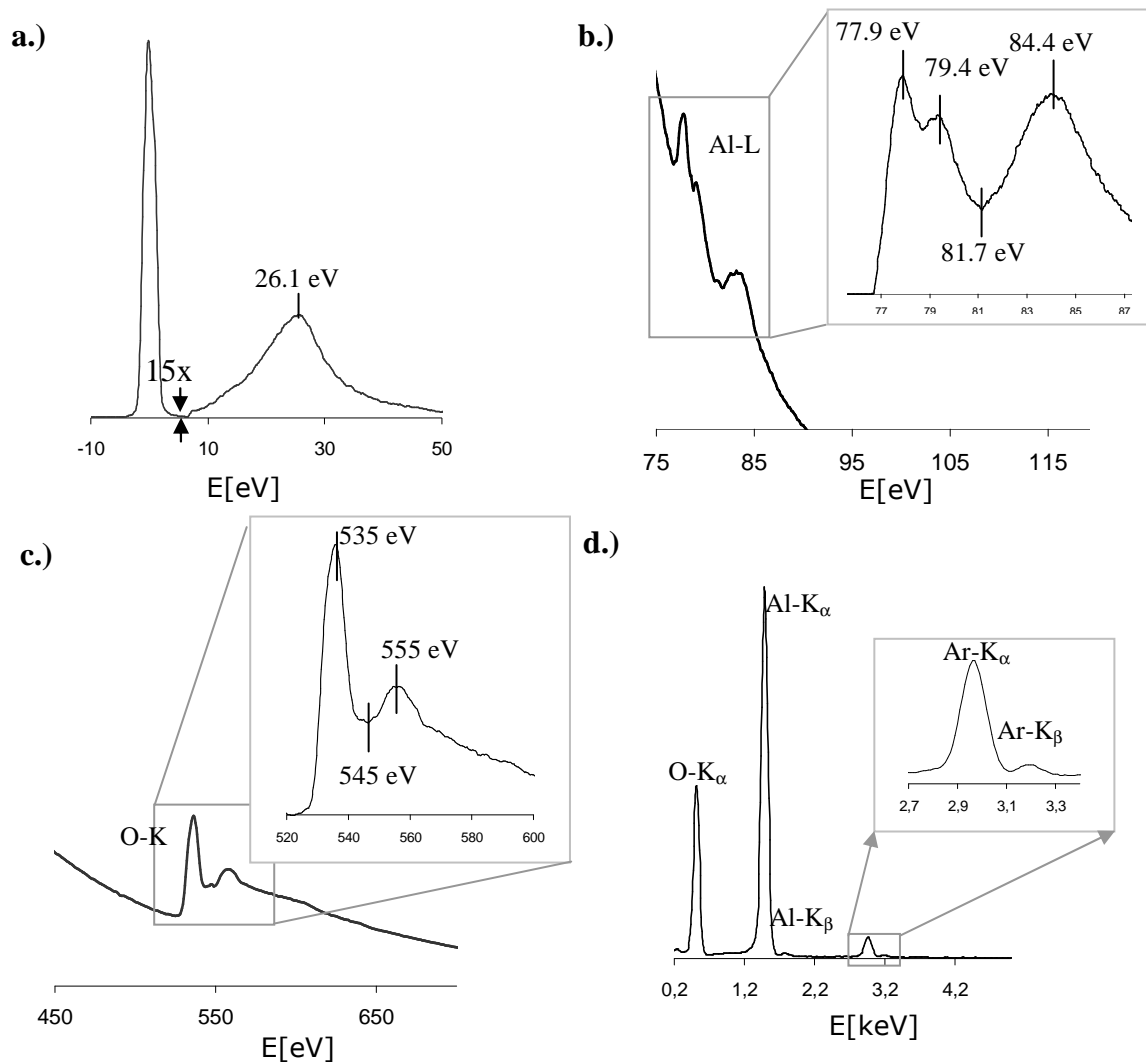 a.)
26.1 eV
15x
-10 10 30 50
E[eV]
b.)
77.9 eV
79.4 eV
84.4 eV
Al-L
81.7 eV
77 79 81 83 85 87
75 85 95 105 115
E[eV]
c.)
535 eV
555 eV
545 eV
520 540 560 580 600
O-K
450 550 650
E[eV]
d.)
Al-Kα
Ar-Kα
Ar-Kβ
2,7 2,9 3,1 3,3
O-Kα
Al-Kβ
0,2 1,2 2,2 3,2 4,2
E[keV]